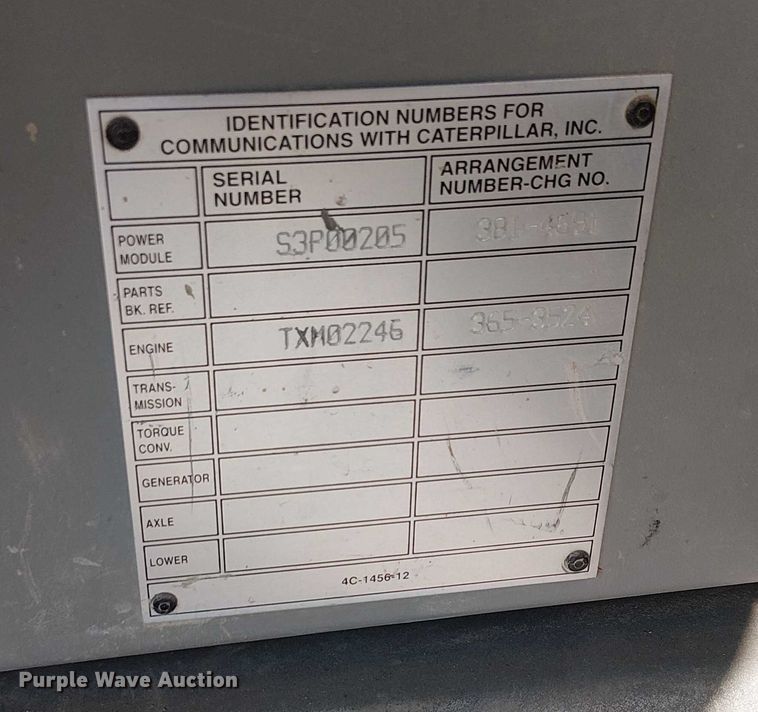 IDENTIFICATION NUMBERS FOR
COMMUNICATIONS WITH CATERPILLAR, INC.
SERIAL
NUMBER
ARRANGEMENT
NUMBER-CHG NO.
POWER
MODULE
S3P00205
PARTS
BK. REF.
ENGINE
TXM02246
365-3524
TRANS-
MISSION
TORQUE
CONV.
GENERATOR
AXLE
LOWER
4C-1456-12
Purple Wave Auction